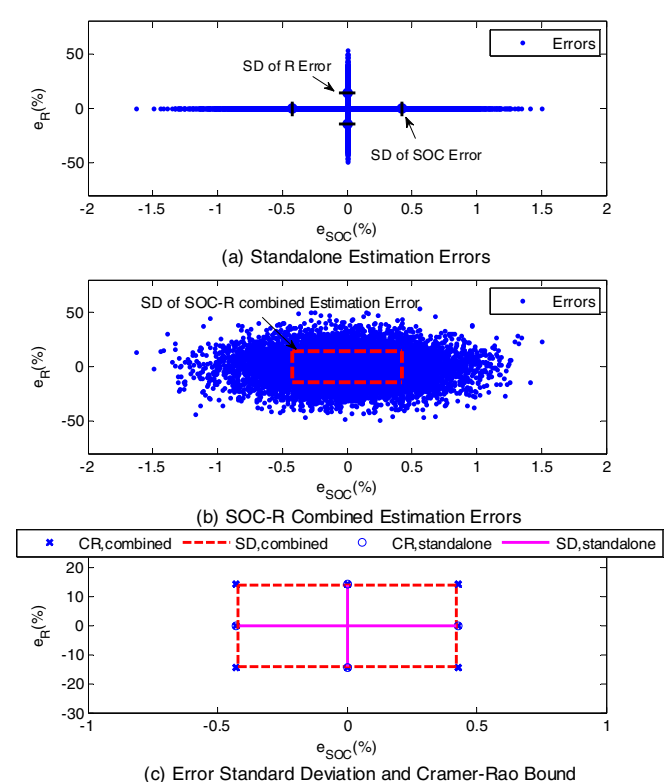 50
0
-50
e_R(%)
Errors
SD of R Error
SD of SOC Error
-2 -1.5 -1 -0.5 0 0.5 1 1.5 2
e_SOC(%)
(a) Standalone Estimation Errors
50
0
-50
e_R(%)
SD of SOC-R combined Estimation Error
Errors
-2 -1.5 -1 -0.5 0 0.5 1 1.5 2
e_SOC(%)
(b) SOC-R Combined Estimation Errors
CR,combined SD,combined CR,standalone SD,standalone
20
10
0
-10
-20
-30
e_R(%)
-1 -0.5 0 0.5 1
e_SOC(%)
(c) Error Standard Deviation and Cramer-Rao Bound